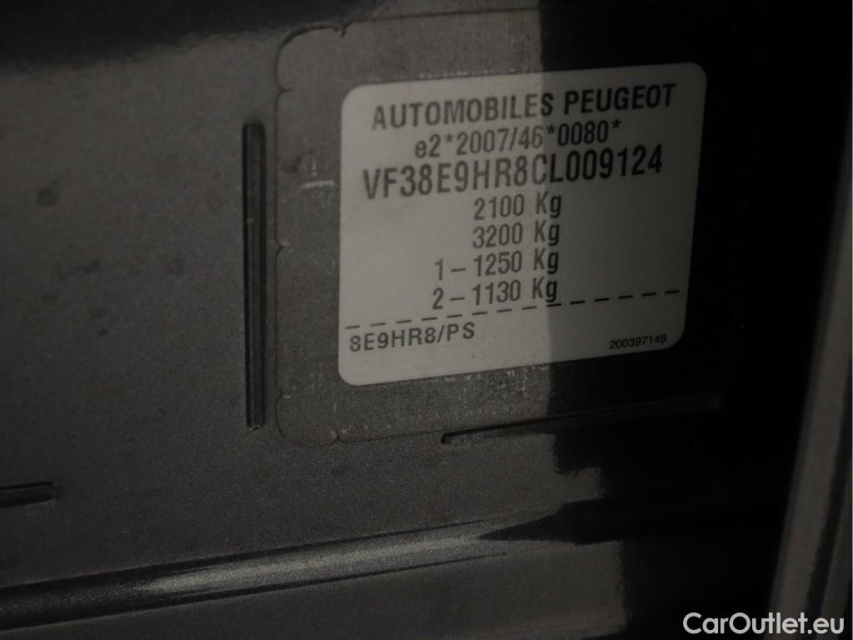 AUTOMOBILES PEUGEOT
e2*2007/46*0080*
VF38E9HR8CL009124
2100 Kg
3200 Kg
1-1250 Kg
2-1130 Kg
8E9HR8/PS
200397149
CarOutlet.eu